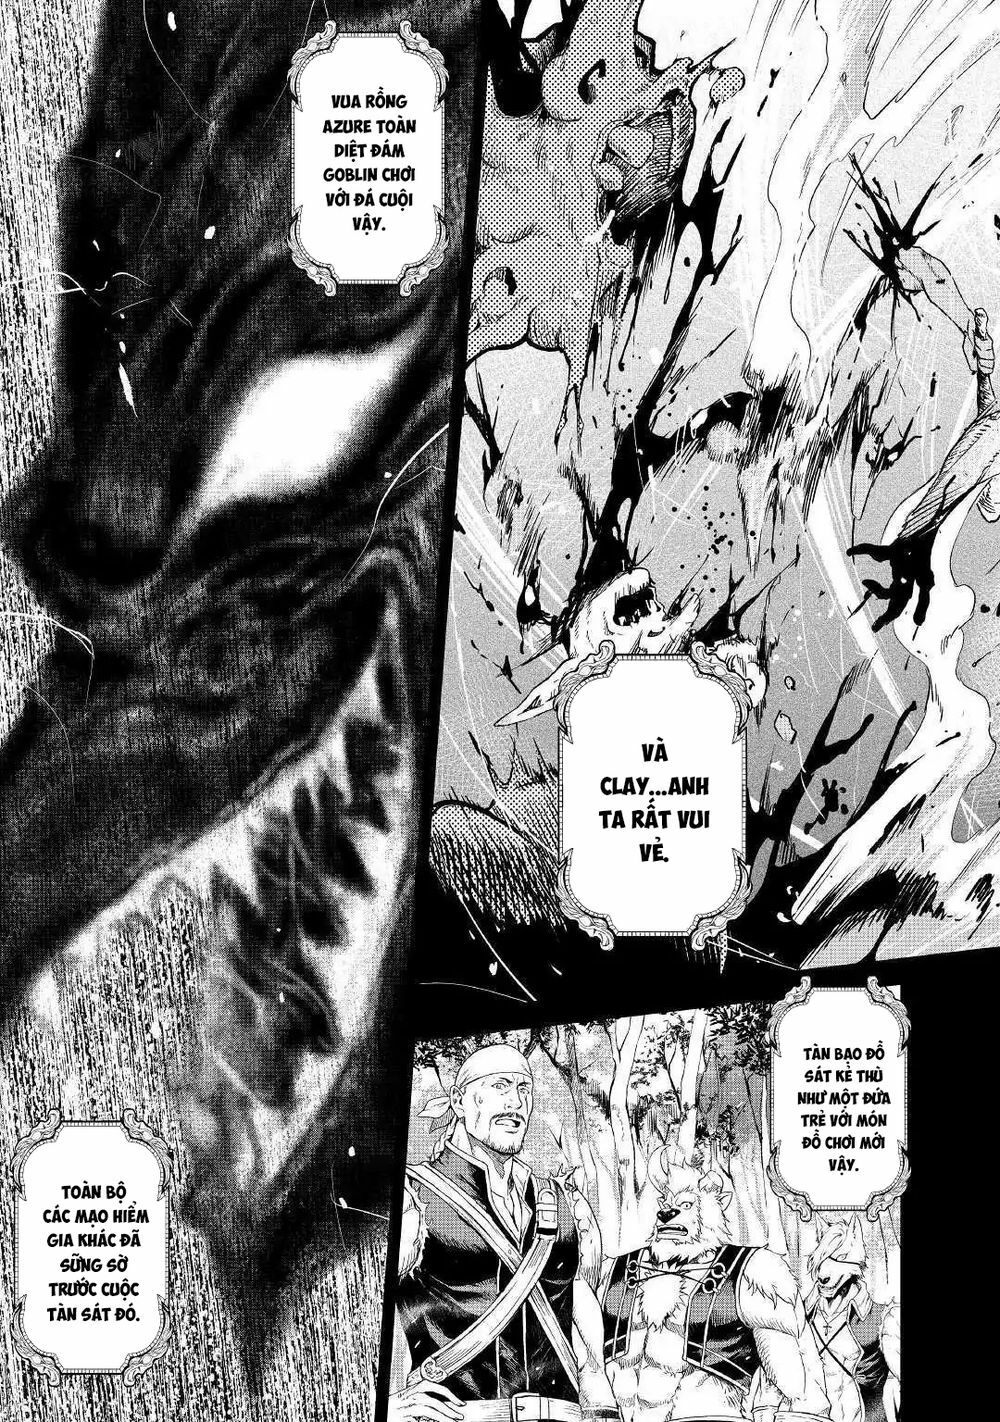 VUA RỒNG
AZURE TOÀN
DIỆT ĐÁM
GOBLIN CHƠI
VỚI ĐÁ CUỘI
VẬY.
VÀ
CLAY...ANH
TA RẤT VUI
VẺ.
TÀN BẠO ĐỒ
SÁT KẺ THÙ
NHƯ MỘT ĐỨA
TRẺ VỚI MÓN
ĐỒ CHƠI MỚI
VẬY.
TOÀN BỘ
CÁC MẠO HIỂM
GIA KHÁC ĐÃ
SỮNG SỜ
TRƯỚC CUỘC
TÀN SÁT ĐÓ.